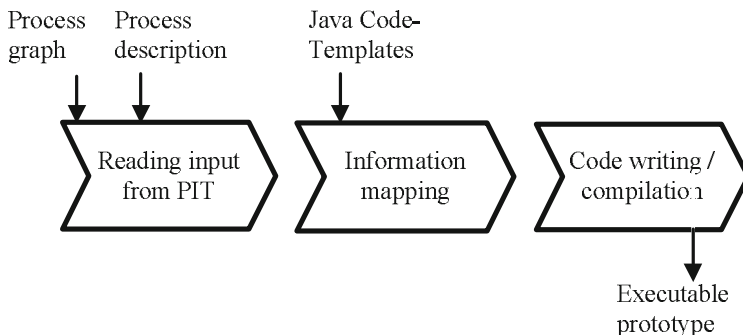 Process
graph
Process
description
Java Code-
Templates
Reading input
from PIT
Information
mapping
Code writing /
compilation
Executable
prototype